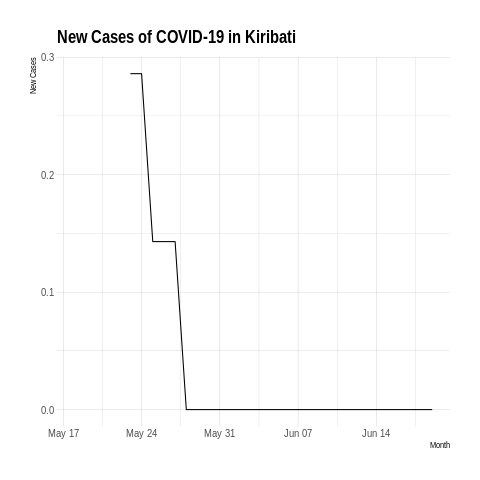 New Cases of COVID-19 in Kiribati
New Cases
0.3
0.2
0.1
0.0
May 17 May 24 May 31 Jun 07 Jun 14
Month